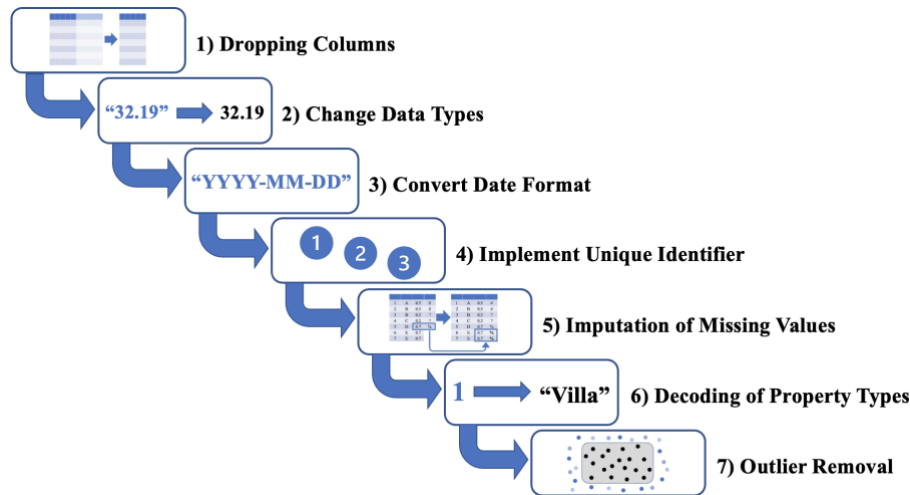 1) Dropping Columns
“32.19” 32.19
2) Change Data Types
“YYYY-MM-DD”
3) Convert Date Format
1
2
3
4) Implement Unique Identifier
5) Imputation of Missing Values
1 “Villa”
6) Decoding of Property Types
7) Outlier Removal